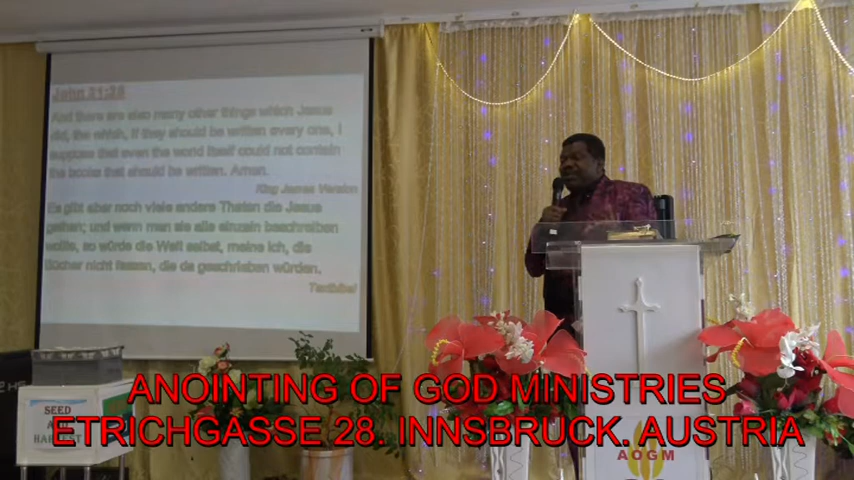 John 21:25
And there are also many other things which Jesus
did, the which, if they should be written every one, I
suppose that even the world itself could not contain
the books that should be written. Amen.
King James Version
Es gibt aber noch viele andere Thaten die Jesus
gethan; und wenn man sie alle einzeln beschreiben
wollte, so würde die Welt selbst, meine ich, die
Bücher nicht fassen, die da geschrieben würden.
Textbibel
SEED
HARVEST
ANOINTING OF GOD MINISTRIES
ETRICHGASSE 28. INNSBRUCK. AUSTRIA
AOGM